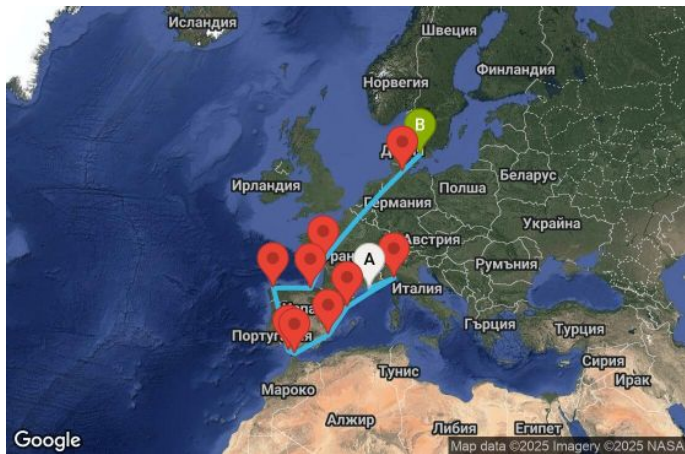 Исландия
Швеция
Норвегия
Финландия
B
Ирландия
Полша
Беларус
Германия
Украйна
Австрия
A
Румъния
Италия
Гърция
Турция
Португалия
Сирия
Тунис
Ирак
Мароко
Алжир
Либия
Египет
Google
Map data ©2025 Imagery ©2025 NASA